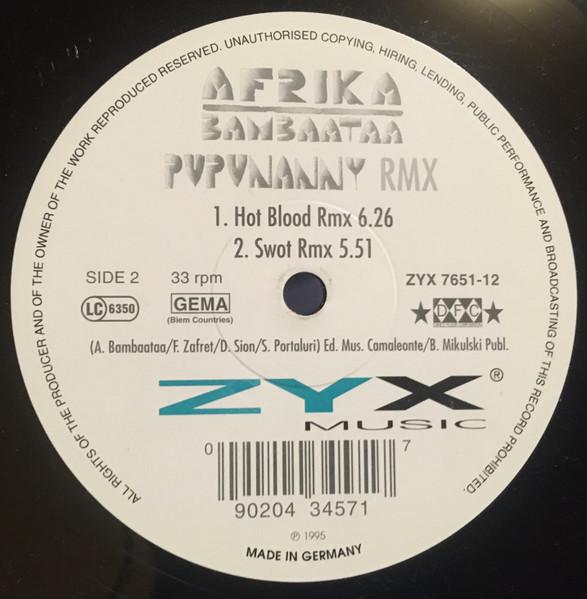 ALL RIGHTS OF THE PRODUCER AND OF THE OWNER OF THE WORK REPRODUCED RESERVED. UNAUTHORISED COPYING, HIRING, LENDING, PUBLIC PERFORMANCE AND BROADCASTING OF THIS RECORD PROHIBITED.
AFRIKA
BAMBAATAA
PUPUNANNY RMX
1. Hot Blood Rmx 6.26
2. Swot Rmx 5.51
SIDE 2 33 rpm ZYX 7651-12
LC 6350 GEMA DFC
(Biem Countries)
(A. Bambaataa/F. Zafret/D. Sion/S. Portaluri) Ed. Mus. Camaleonte/B. Mikulski Publ.
ZYX ®
MUSIC
0 7
90204 34571
℗ 1995
MADE IN GERMANY